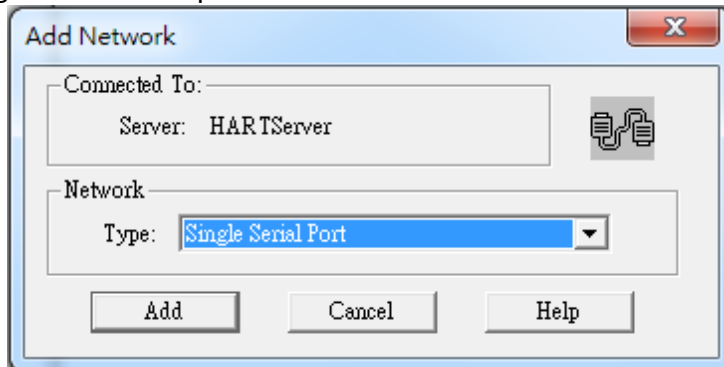 Add Network
Connected To:
Server: HARTServer
Network
Type: Single Serial Port
Add Cancel Help